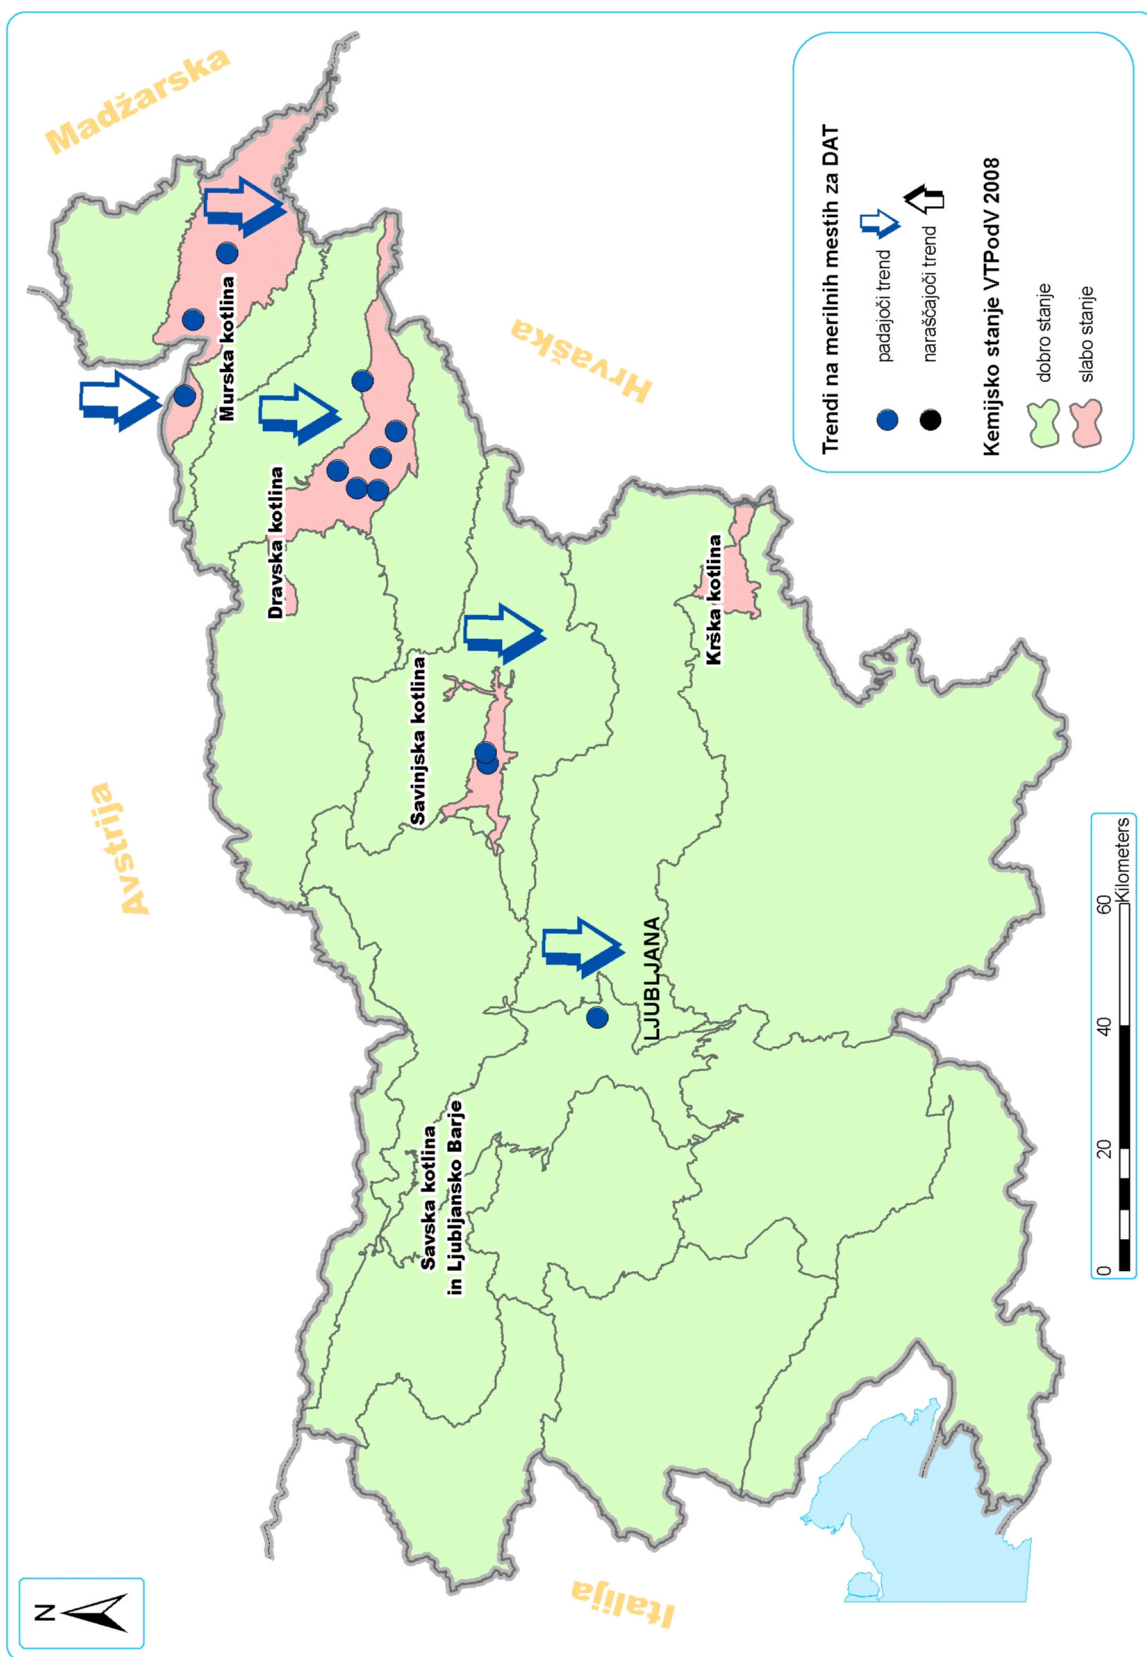 N
Avstrija
Madžarska
Italija
Hrvaška
Murska kotlina
Dravska kotlina
Savinjska kotlina
Krška kotlina
Savska kotlina
in Ljubljansko Barje
LJUBLJANA
0 20 40 60
Kilometers
Trendi na merilnih mestih za DAT
padajoči trend
naraščajoči trend
Kemijsko stanje VTPodV 2008
dobro stanje
slabo stanje